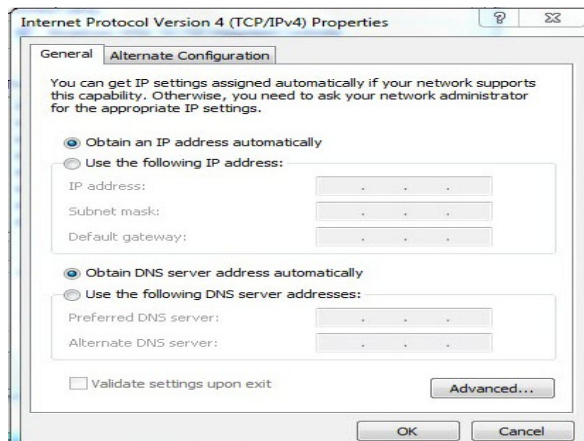 Internet Protocol Version 4 (TCP/IPv4) Properties
General
Alternate Configuration
You can get IP settings assigned automatically if your network supports
this capability. Otherwise, you need to ask your network administrator
for the appropriate IP settings.
Obtain an IP address automatically
Use the following IP address:
IP address:
Subnet mask:
Default gateway:
Obtain DNS server address automatically
Use the following DNS server addresses:
Preferred DNS server:
Alternate DNS server:
Validate settings upon exit
Advanced...
OK
Cancel